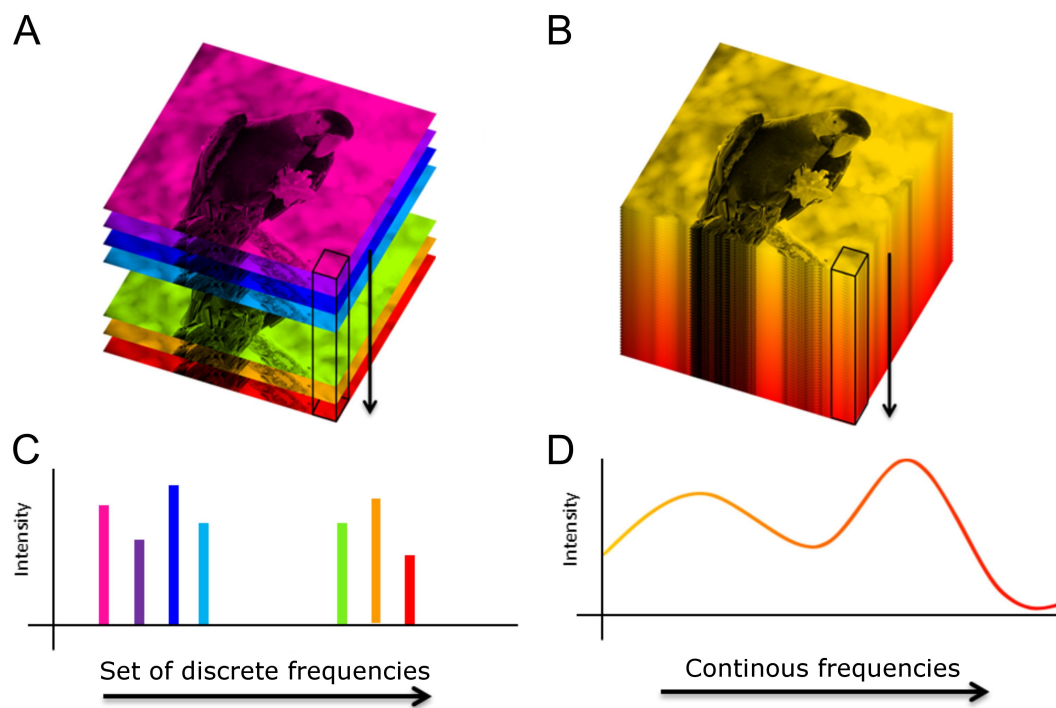 A
B
C
D
Intensity
Intensity
Set of discrete frequencies
Continous frequencies